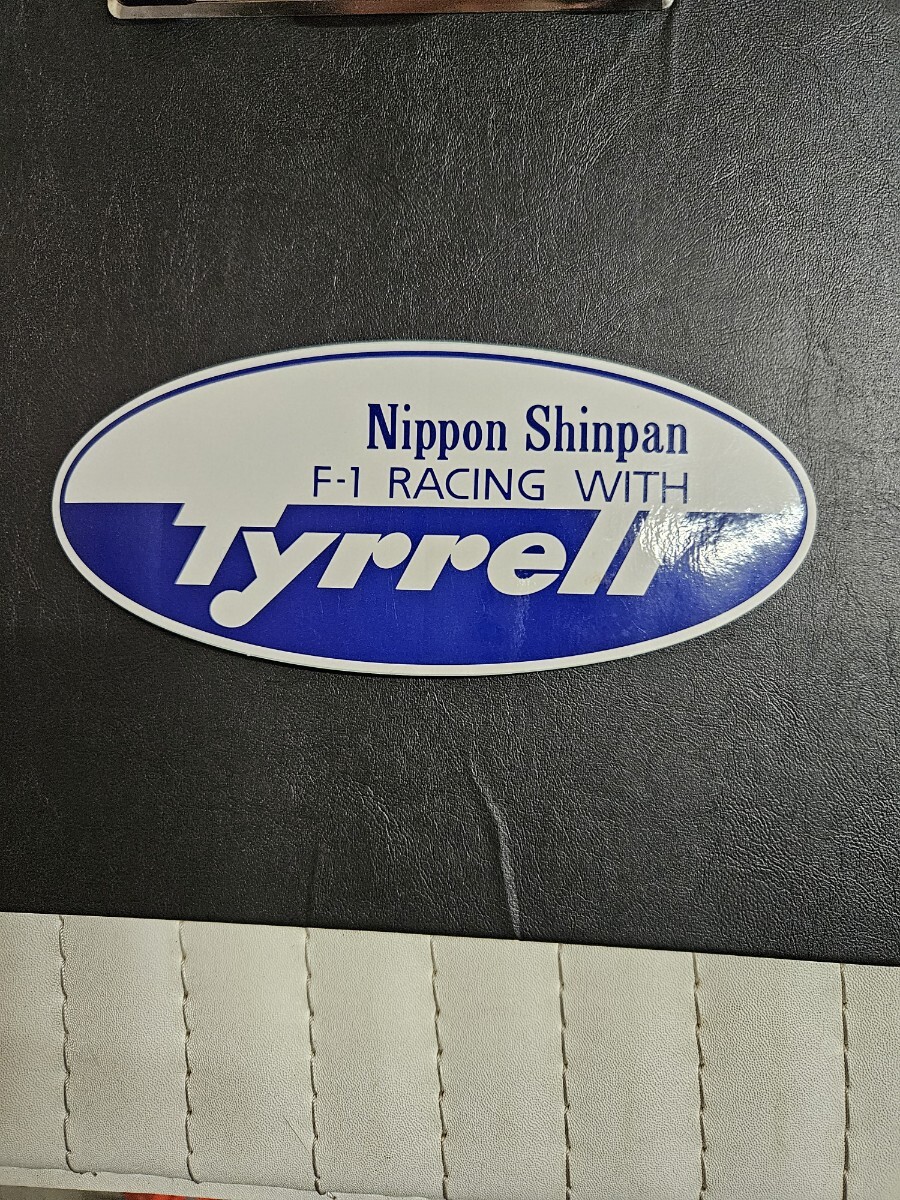 Nippon Shinpan
F-1 RACING WITH
Tyrrell